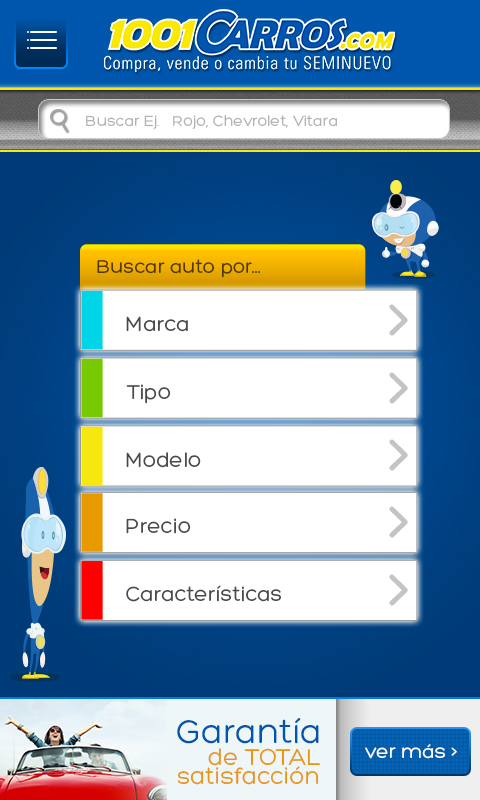 1001CARROS.COM
Compra, vende o cambia tu SEMINUEVO
Buscar Ej. Rojo, Chevrolet, Vitara
Buscar auto por...
Marca
Tipo
Modelo
Precio
Características
Garantía
de TOTAL
satisfacción
ver más >